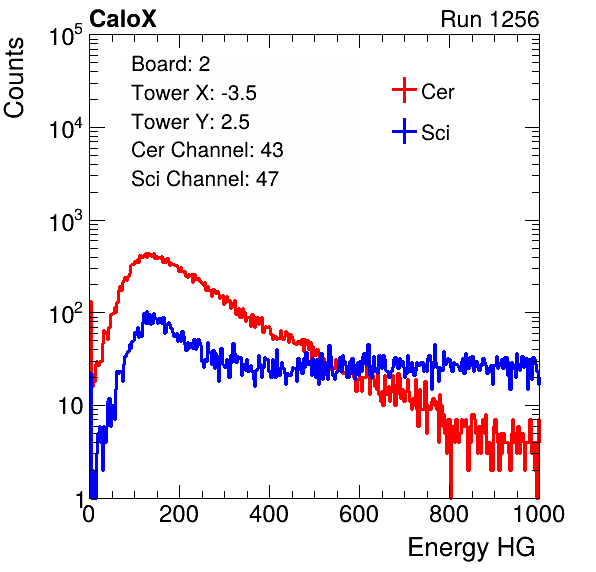 CaloX Run 1256
Counts
Board: 2
Tower X: -3.5
Tower Y: 2.5
Cer Channel: 43
Sci Channel: 47
Cer
Sci
10^5
10^4
10^3
10^2
10
1
0 200 400 600 800 1000
Energy HG